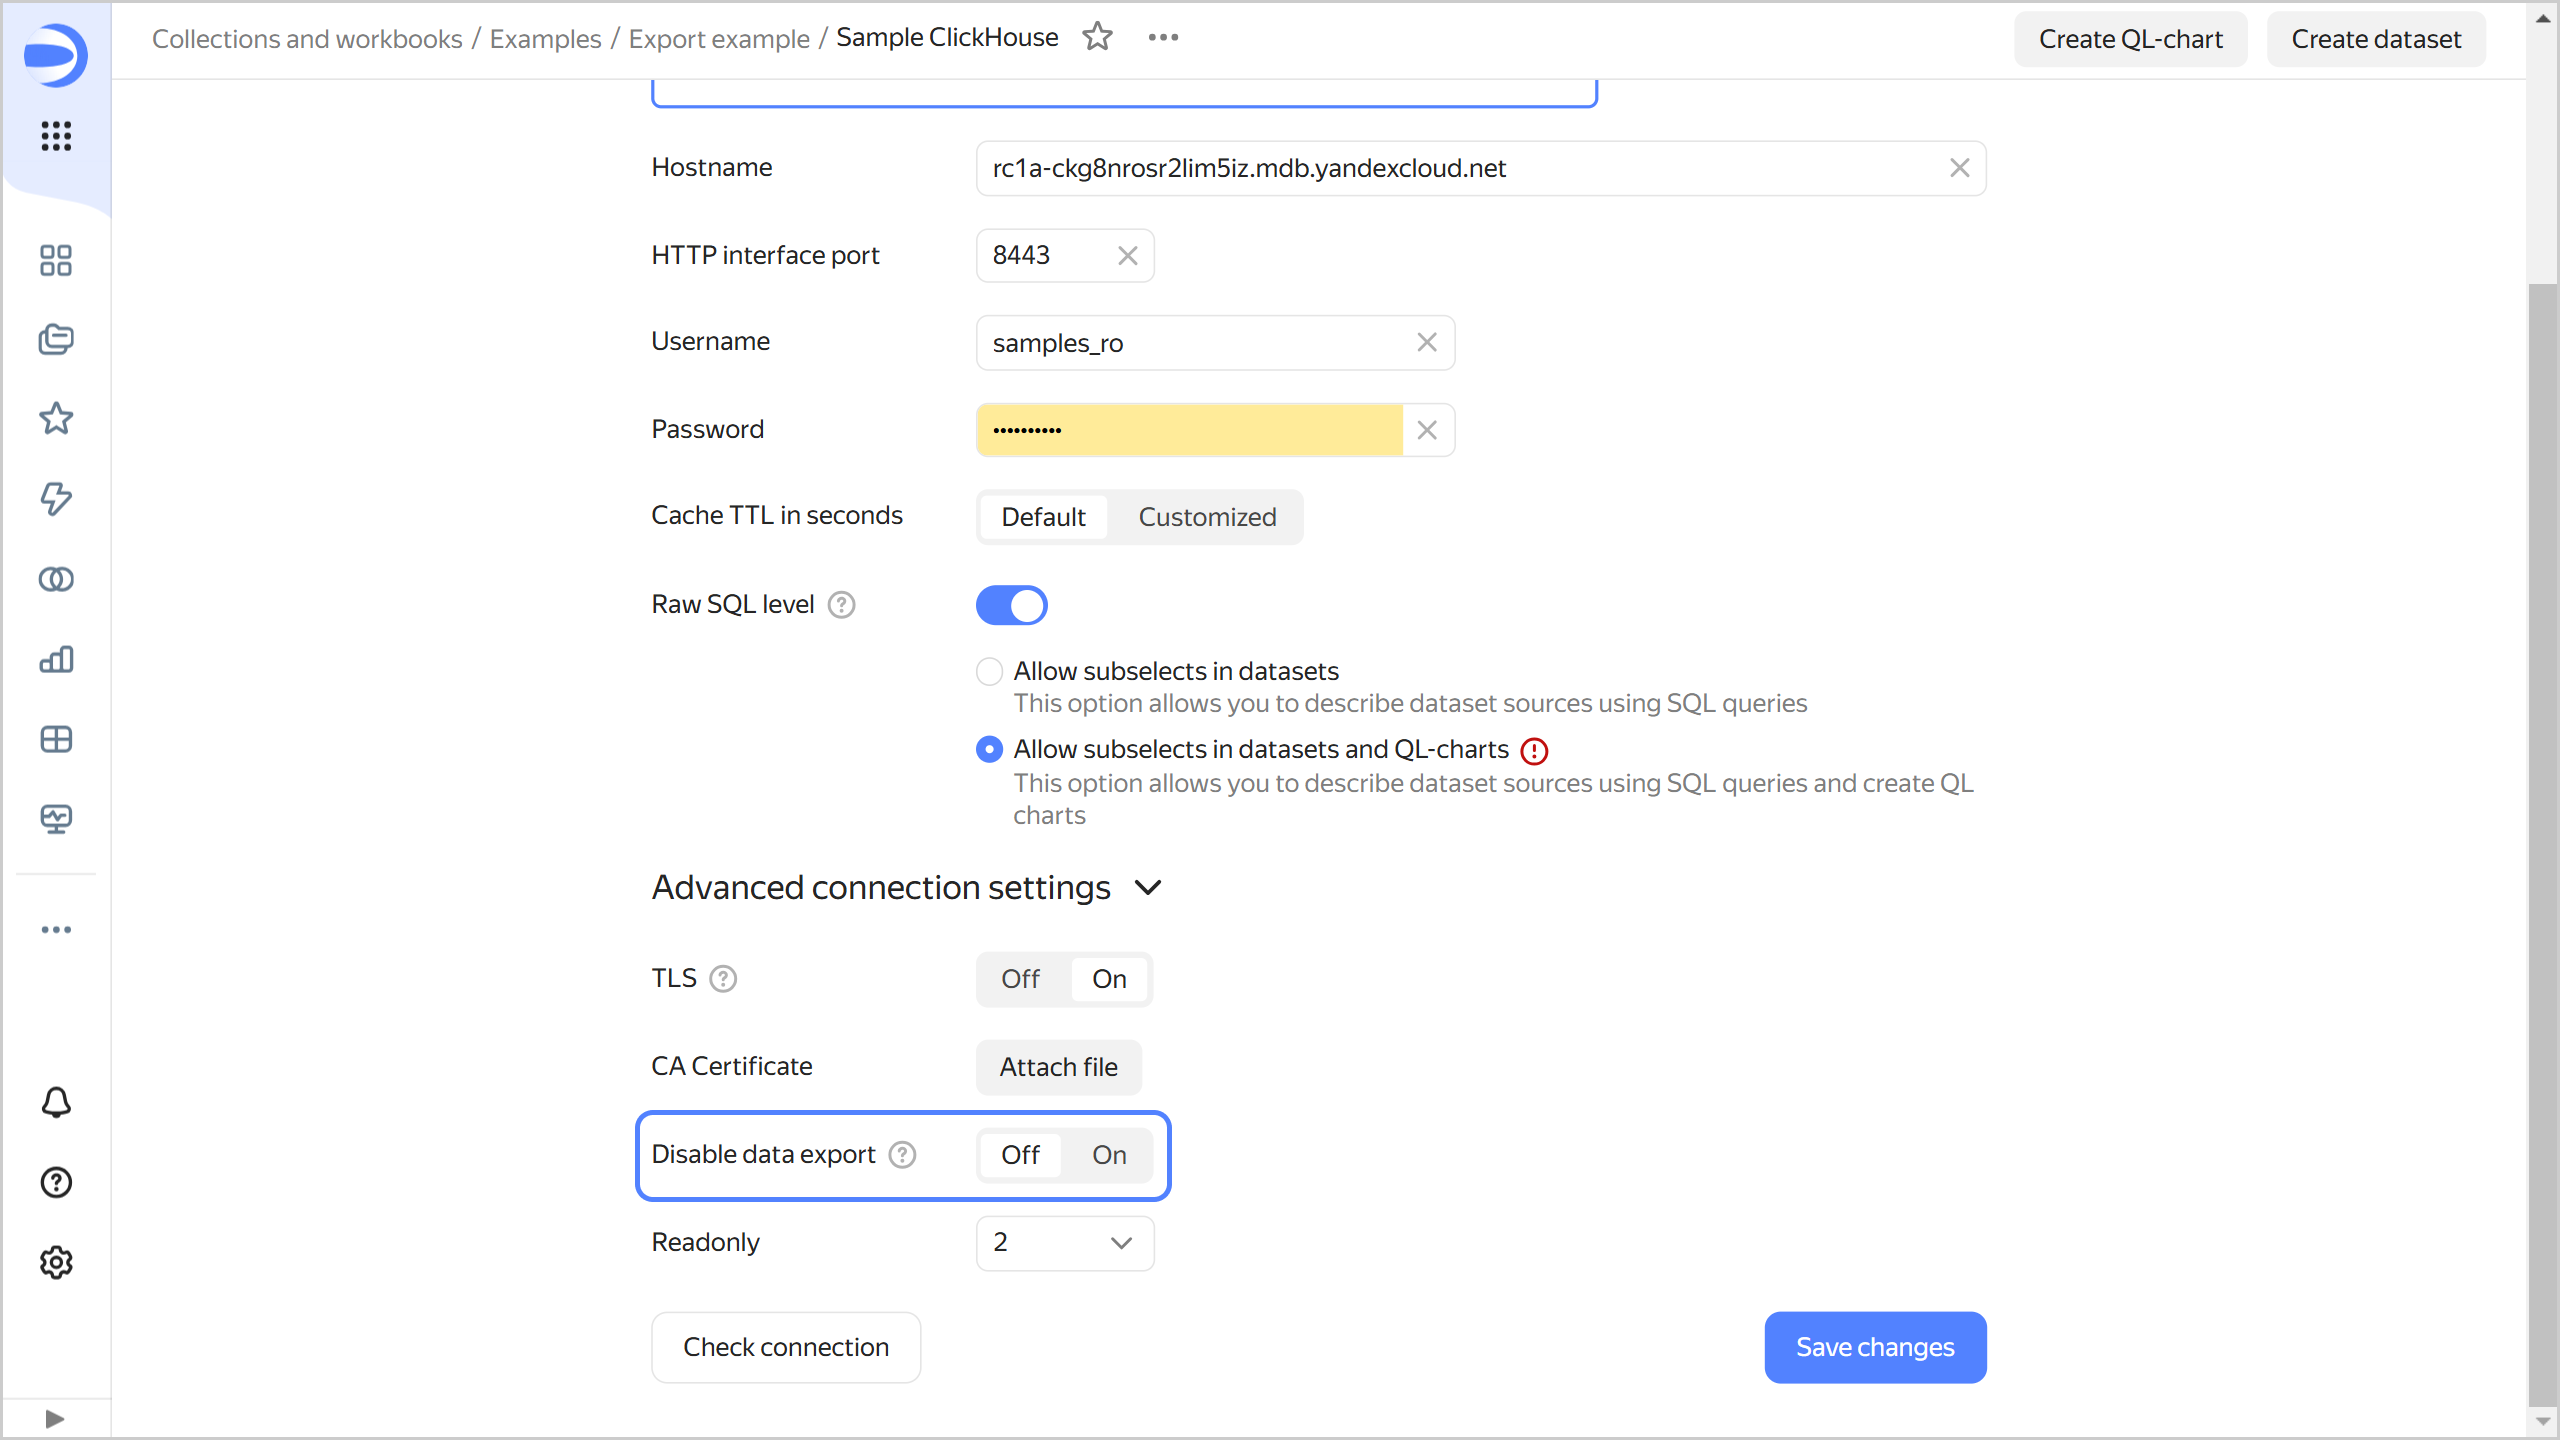 Collections and workbooks / Examples / Export example / Sample ClickHouse
Create QL-chart
Create dataset
Hostname
rc1a-ckg8nrosr2lim5iz.mdb.yandexcloud.net
HTTP interface port
8443
Username
samples_ro
Password
••••••••••
Cache TTL in seconds
Default
Customized
Raw SQL level
Allow subselects in datasets
This option allows you to describe dataset sources using SQL queries
Allow subselects in datasets and QL-charts
This option allows you to describe dataset sources using SQL queries and create QL
charts
Advanced connection settings
TLS
Off
On
CA Certificate
Attach file
Disable data export
Off
On
Readonly
2
Check connection
Save changes